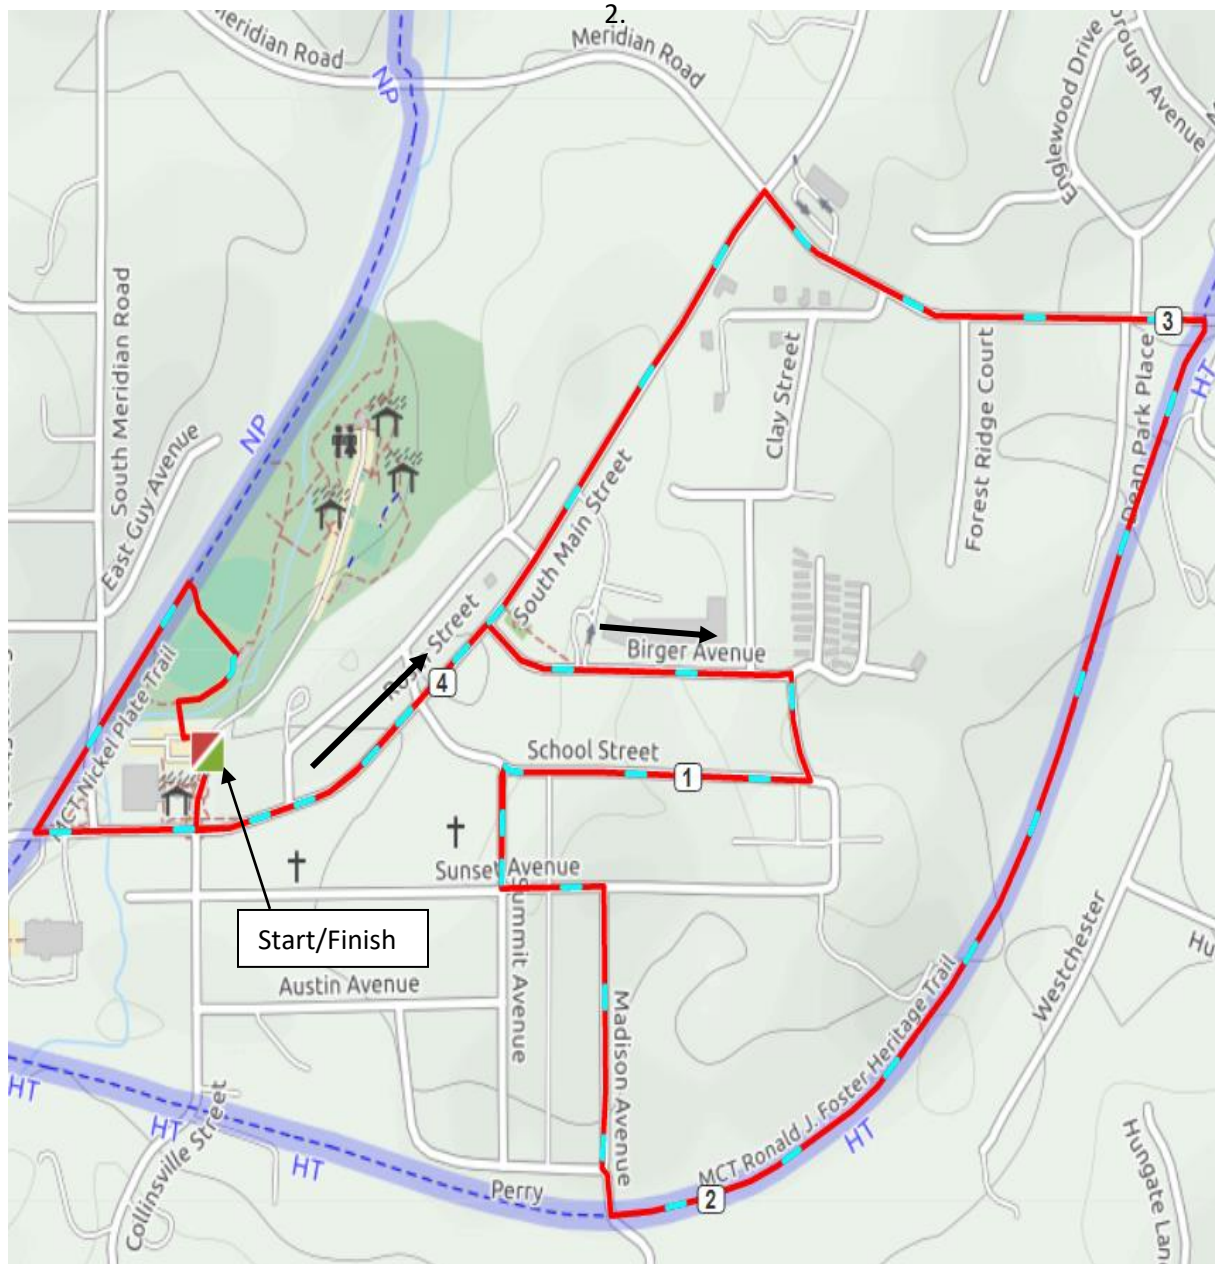 2.
Meridian Road
Meridian Road
NP
Englewood Drive
rough Avenue
South Meridian Road
East Guy Avenue
NP
South Main Street
Clay Street
Forest Ridge Court
Dean Park Place
3
HT
Street
4
Birger Avenue
MCT Nickel Plate Trail
School Street
1
Sunset Avenue
Start/Finish
Summit Avenue
Austin Avenue
Madison Avenue
MCT Ronald J. Foster Heritage Trail
HT
Westchester
Hu
HT
HT
HT
Collinsville Street
Perry
2
Hungate Lan